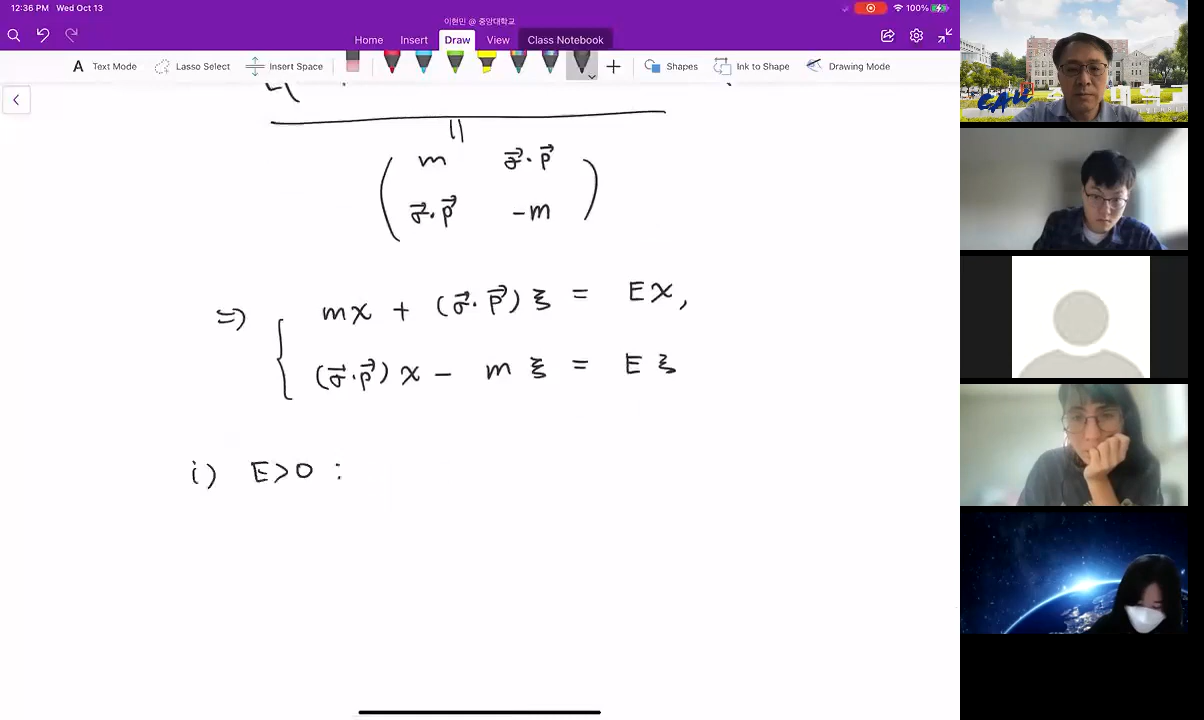 12:36 PM Wed Oct 13
100%
이현민 @ 중앙대학교
Home Insert Draw View Class Notebook
A Text Mode Lasso Select Insert Space Shapes Ink to Shape Drawing Mode
m σ⃗·p⃗
σ⃗·p⃗ -m
⇒ { mχ + (σ⃗·p⃗) ξ = Eχ,
(σ⃗·p⃗) χ - m ξ = E ξ
i) E>0 :
CAU